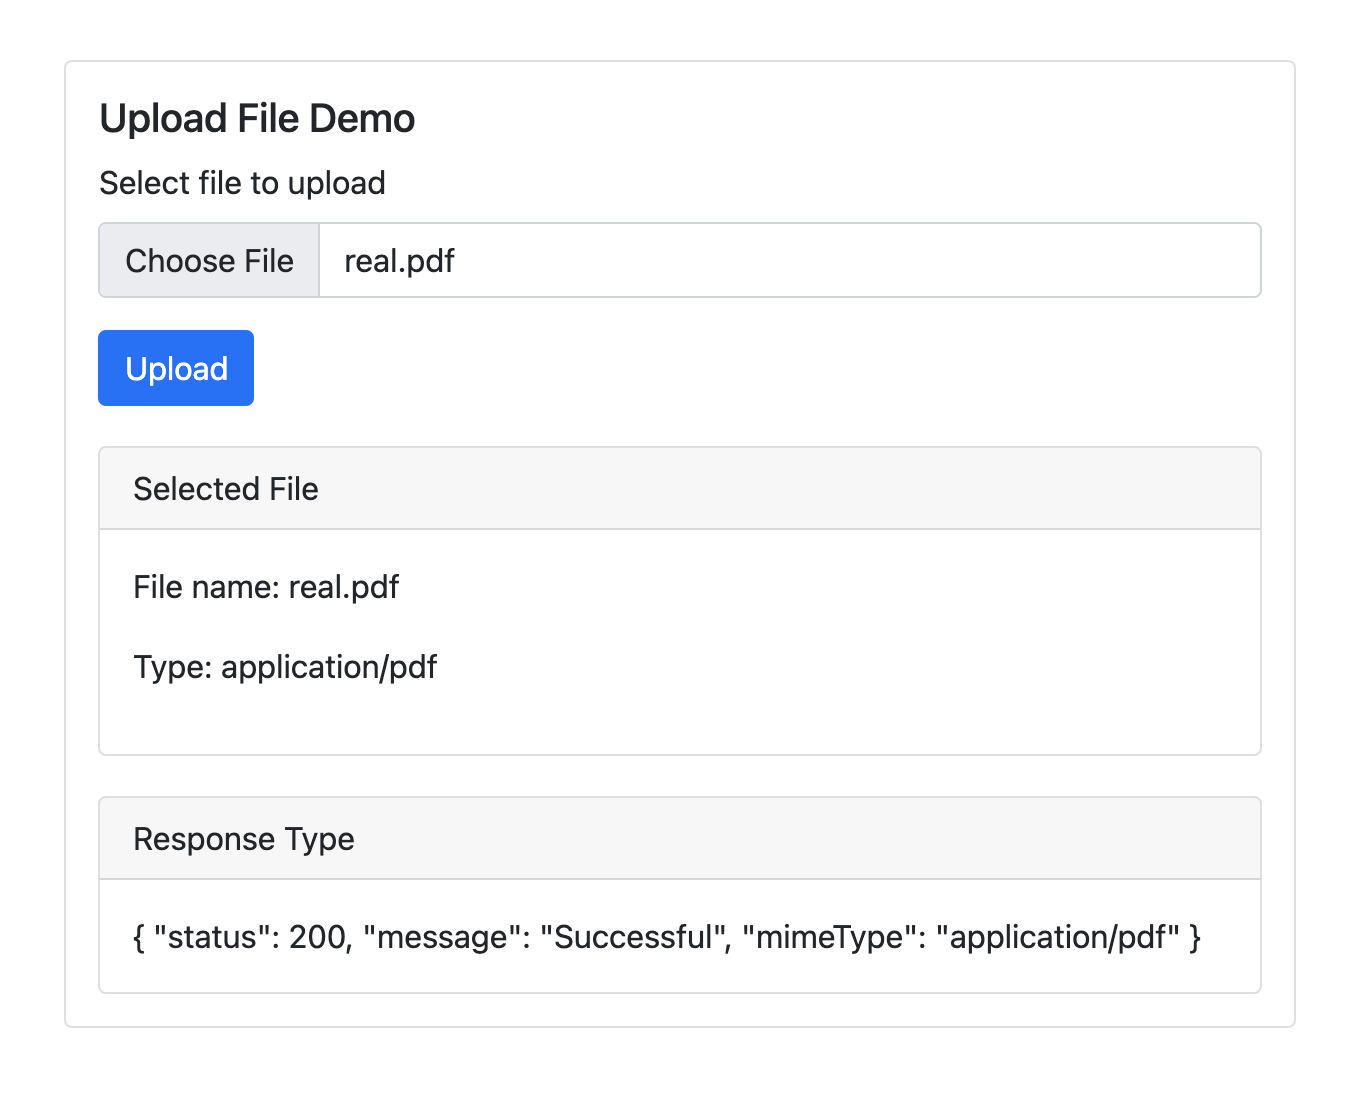 Upload File Demo
Select file to upload
Choose File real.pdf
Upload
Selected File
File name: real.pdf
Type: application/pdf
Response Type
{ "status": 200, "message": "Successful", "mimeType": "application/pdf" }